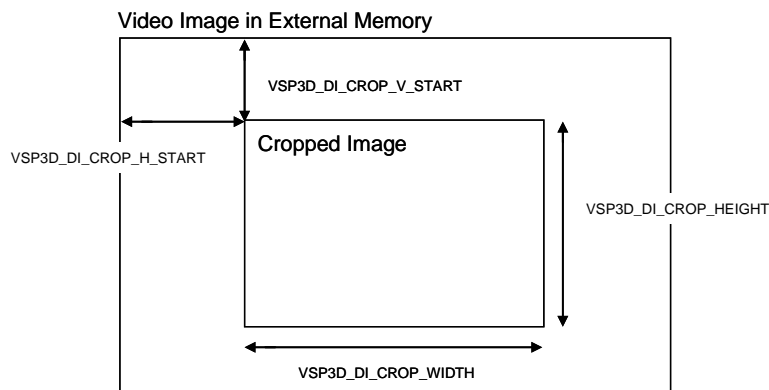 Video Image in External Memory
VSP3D_DI_CROP_V_START
Cropped Image
VSP3D_DI_CROP_H_START
VSP3D_DI_CROP_HEIGHT
VSP3D_DI_CROP_WIDTH